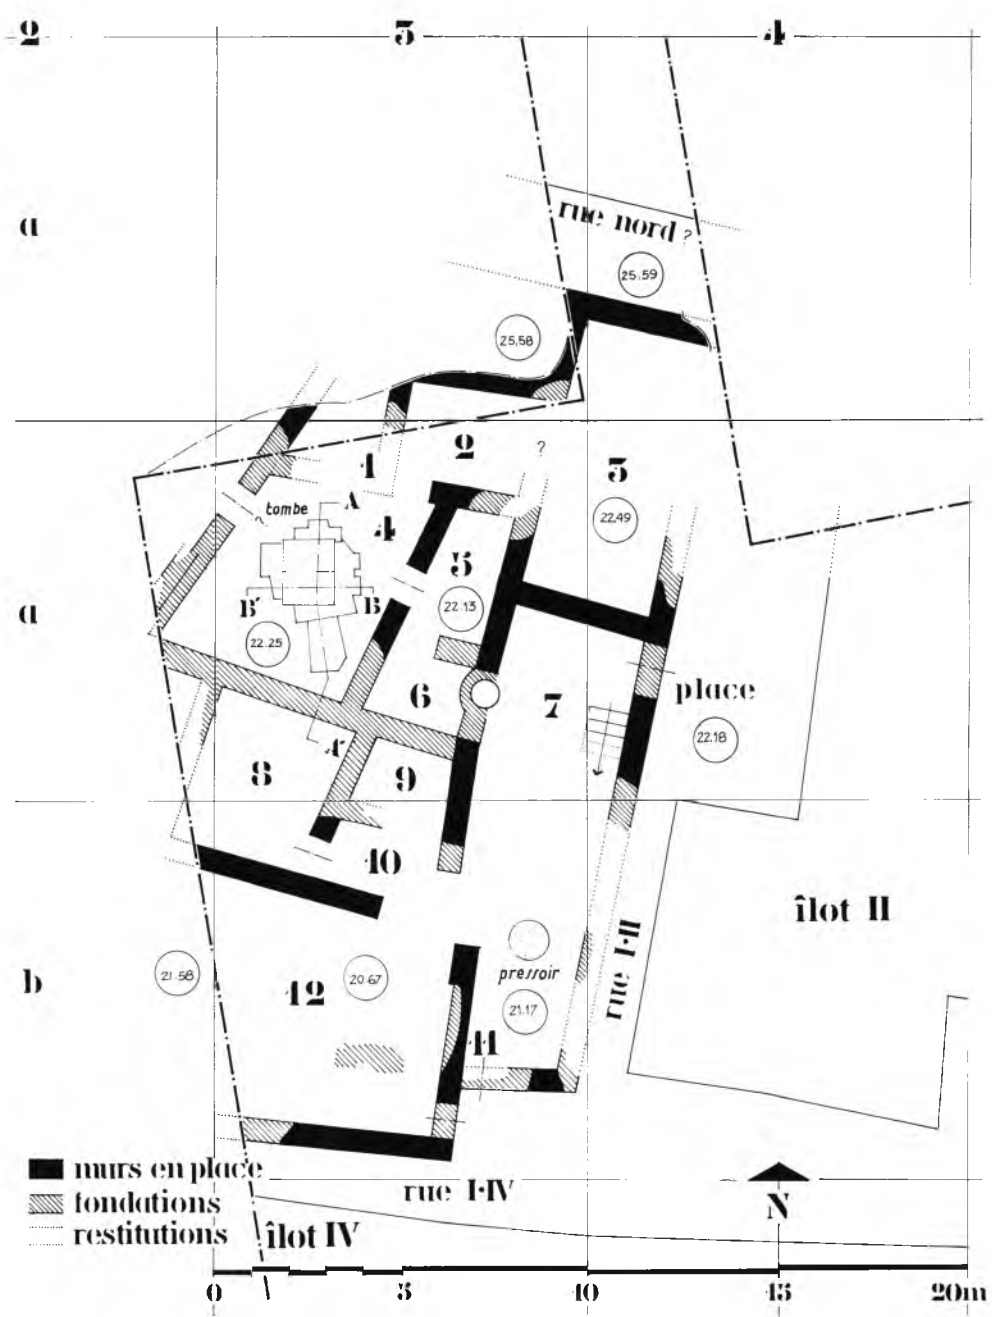 2 3 4
a
rue nord ?
25.59
25.58
1 2 ? 3
tombe A 4
22.49
5
a
B' B 22.13
22.25
6 7 place
22.18
A'
8 9
10
îlot II
b
21.58 12 20.67 pressoir
21.17
rue I-II
11
murs en place
fondations
restitutions
rue I-IV
N
îlot IV
0 5 10 15 20m